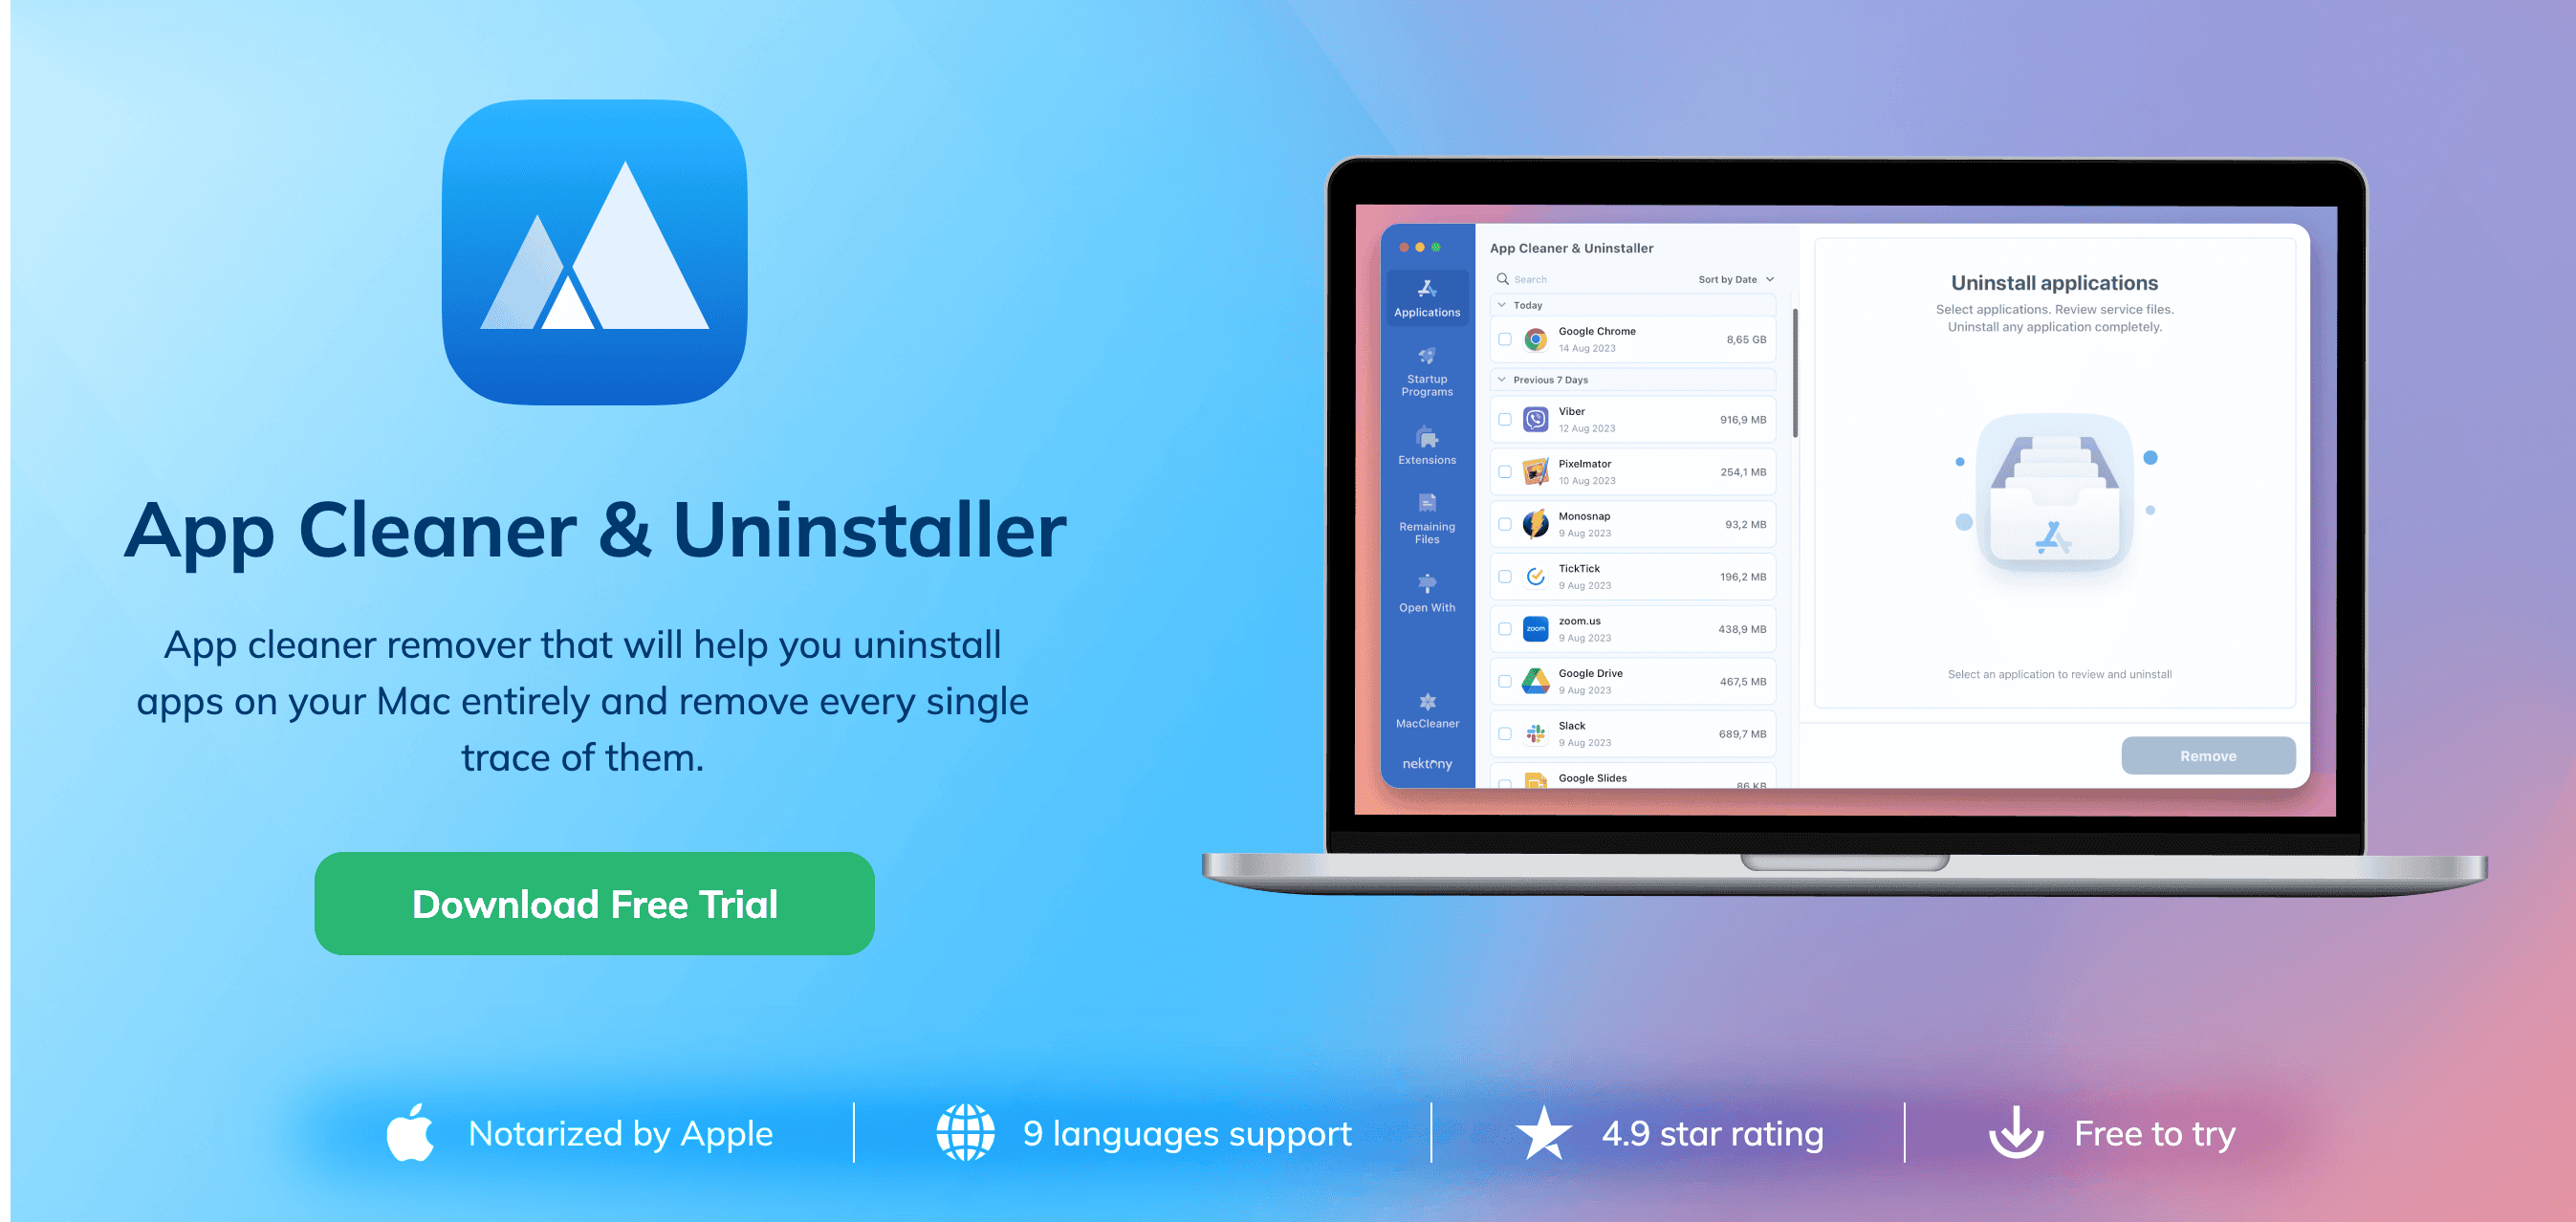 App Cleaner & Uninstaller
App cleaner remover that will help you uninstall
apps on your Mac entirely and remove every single
trace of them.
Download Free Trial
Applications
Startup
Programs
Extensions
Remaining
Files
Open With
MacCleaner
nektony
App Cleaner & Uninstaller
Search
Sort by Date
Today
Google Chrome
14 Aug 2023
8,65 GB
Previous 7 Days
Viber
12 Aug 2023
916,9 MB
Pixelmator
10 Aug 2023
254,1 MB
Monosnap
9 Aug 2023
93,2 MB
TickTick
9 Aug 2023
196,2 MB
zoom
zoom.us
9 Aug 2023
438,9 MB
Google Drive
9 Aug 2023
467,5 MB
Slack
9 Aug 2023
689,7 MB
Google Slides
86 KB
Uninstall applications
Select applications. Review service files.
Uninstall any application completely.
Select an application to review and uninstall
Remove
Notarized by Apple
9 languages support
4.9 star rating
Free to try